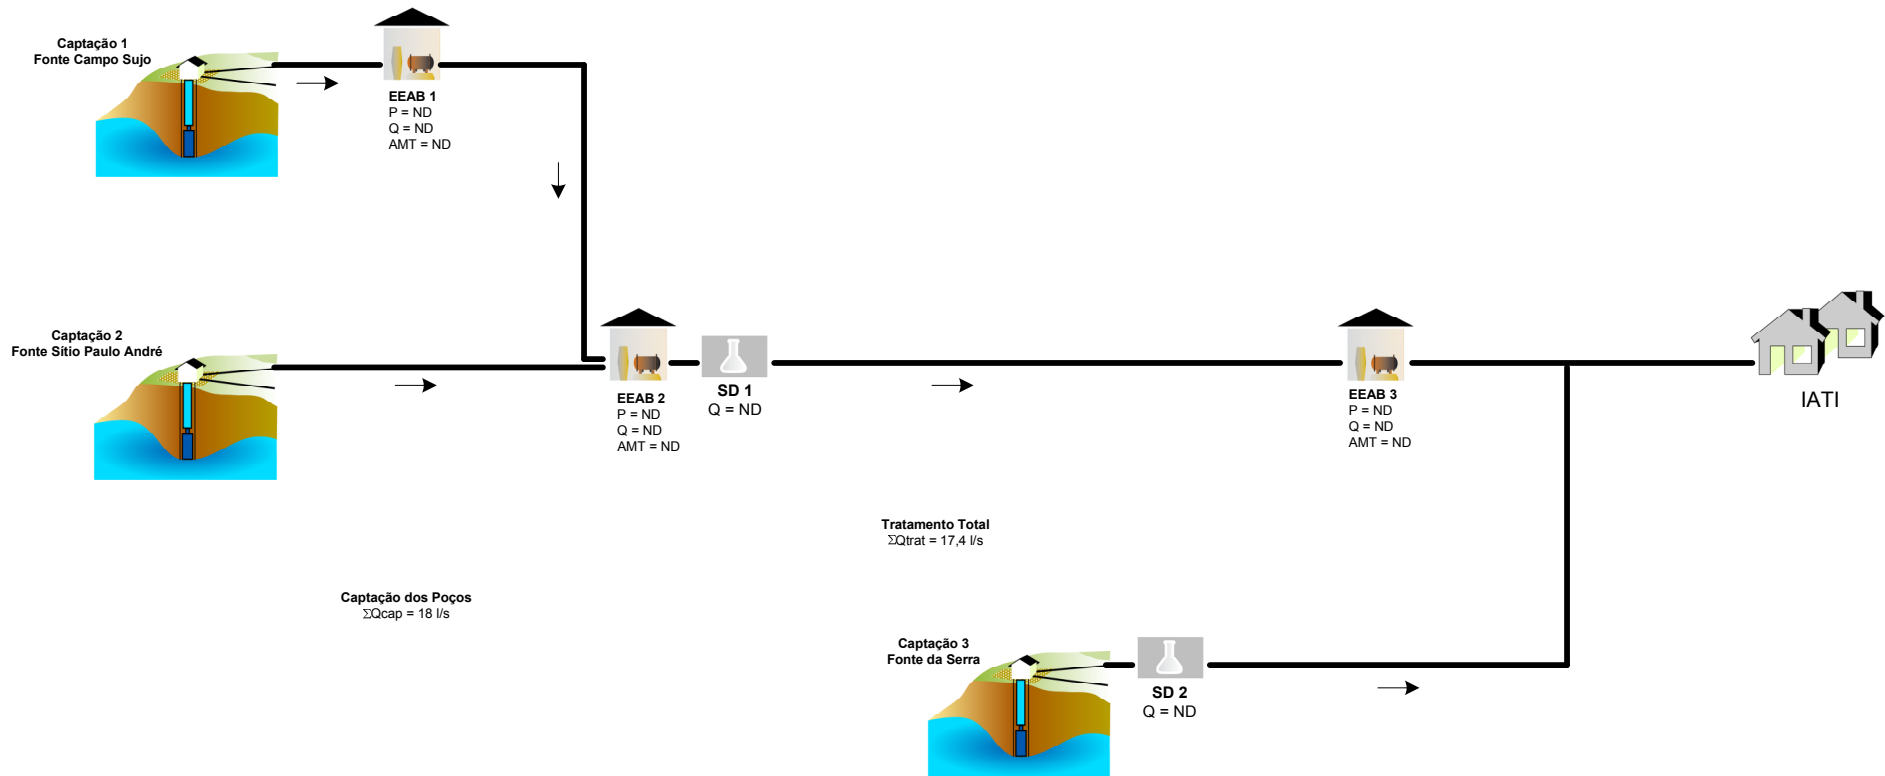 Captação 1
Fonte Campo Sujo
EEAB 1
P = ND
Q = ND
AMT = ND
Captação 2
Fonte Sítio Paulo André
EEAB 2
P = ND
Q = ND
AMT = ND
SD 1
Q = ND
EEAB 3
P = ND
Q = ND
AMT = ND
IATI
Tratamento Total
ΣQtrat = 17,4 l/s
Captação dos Poços
ΣQcap = 18 l/s
Captação 3
Fonte da Serra
SD 2
Q = ND